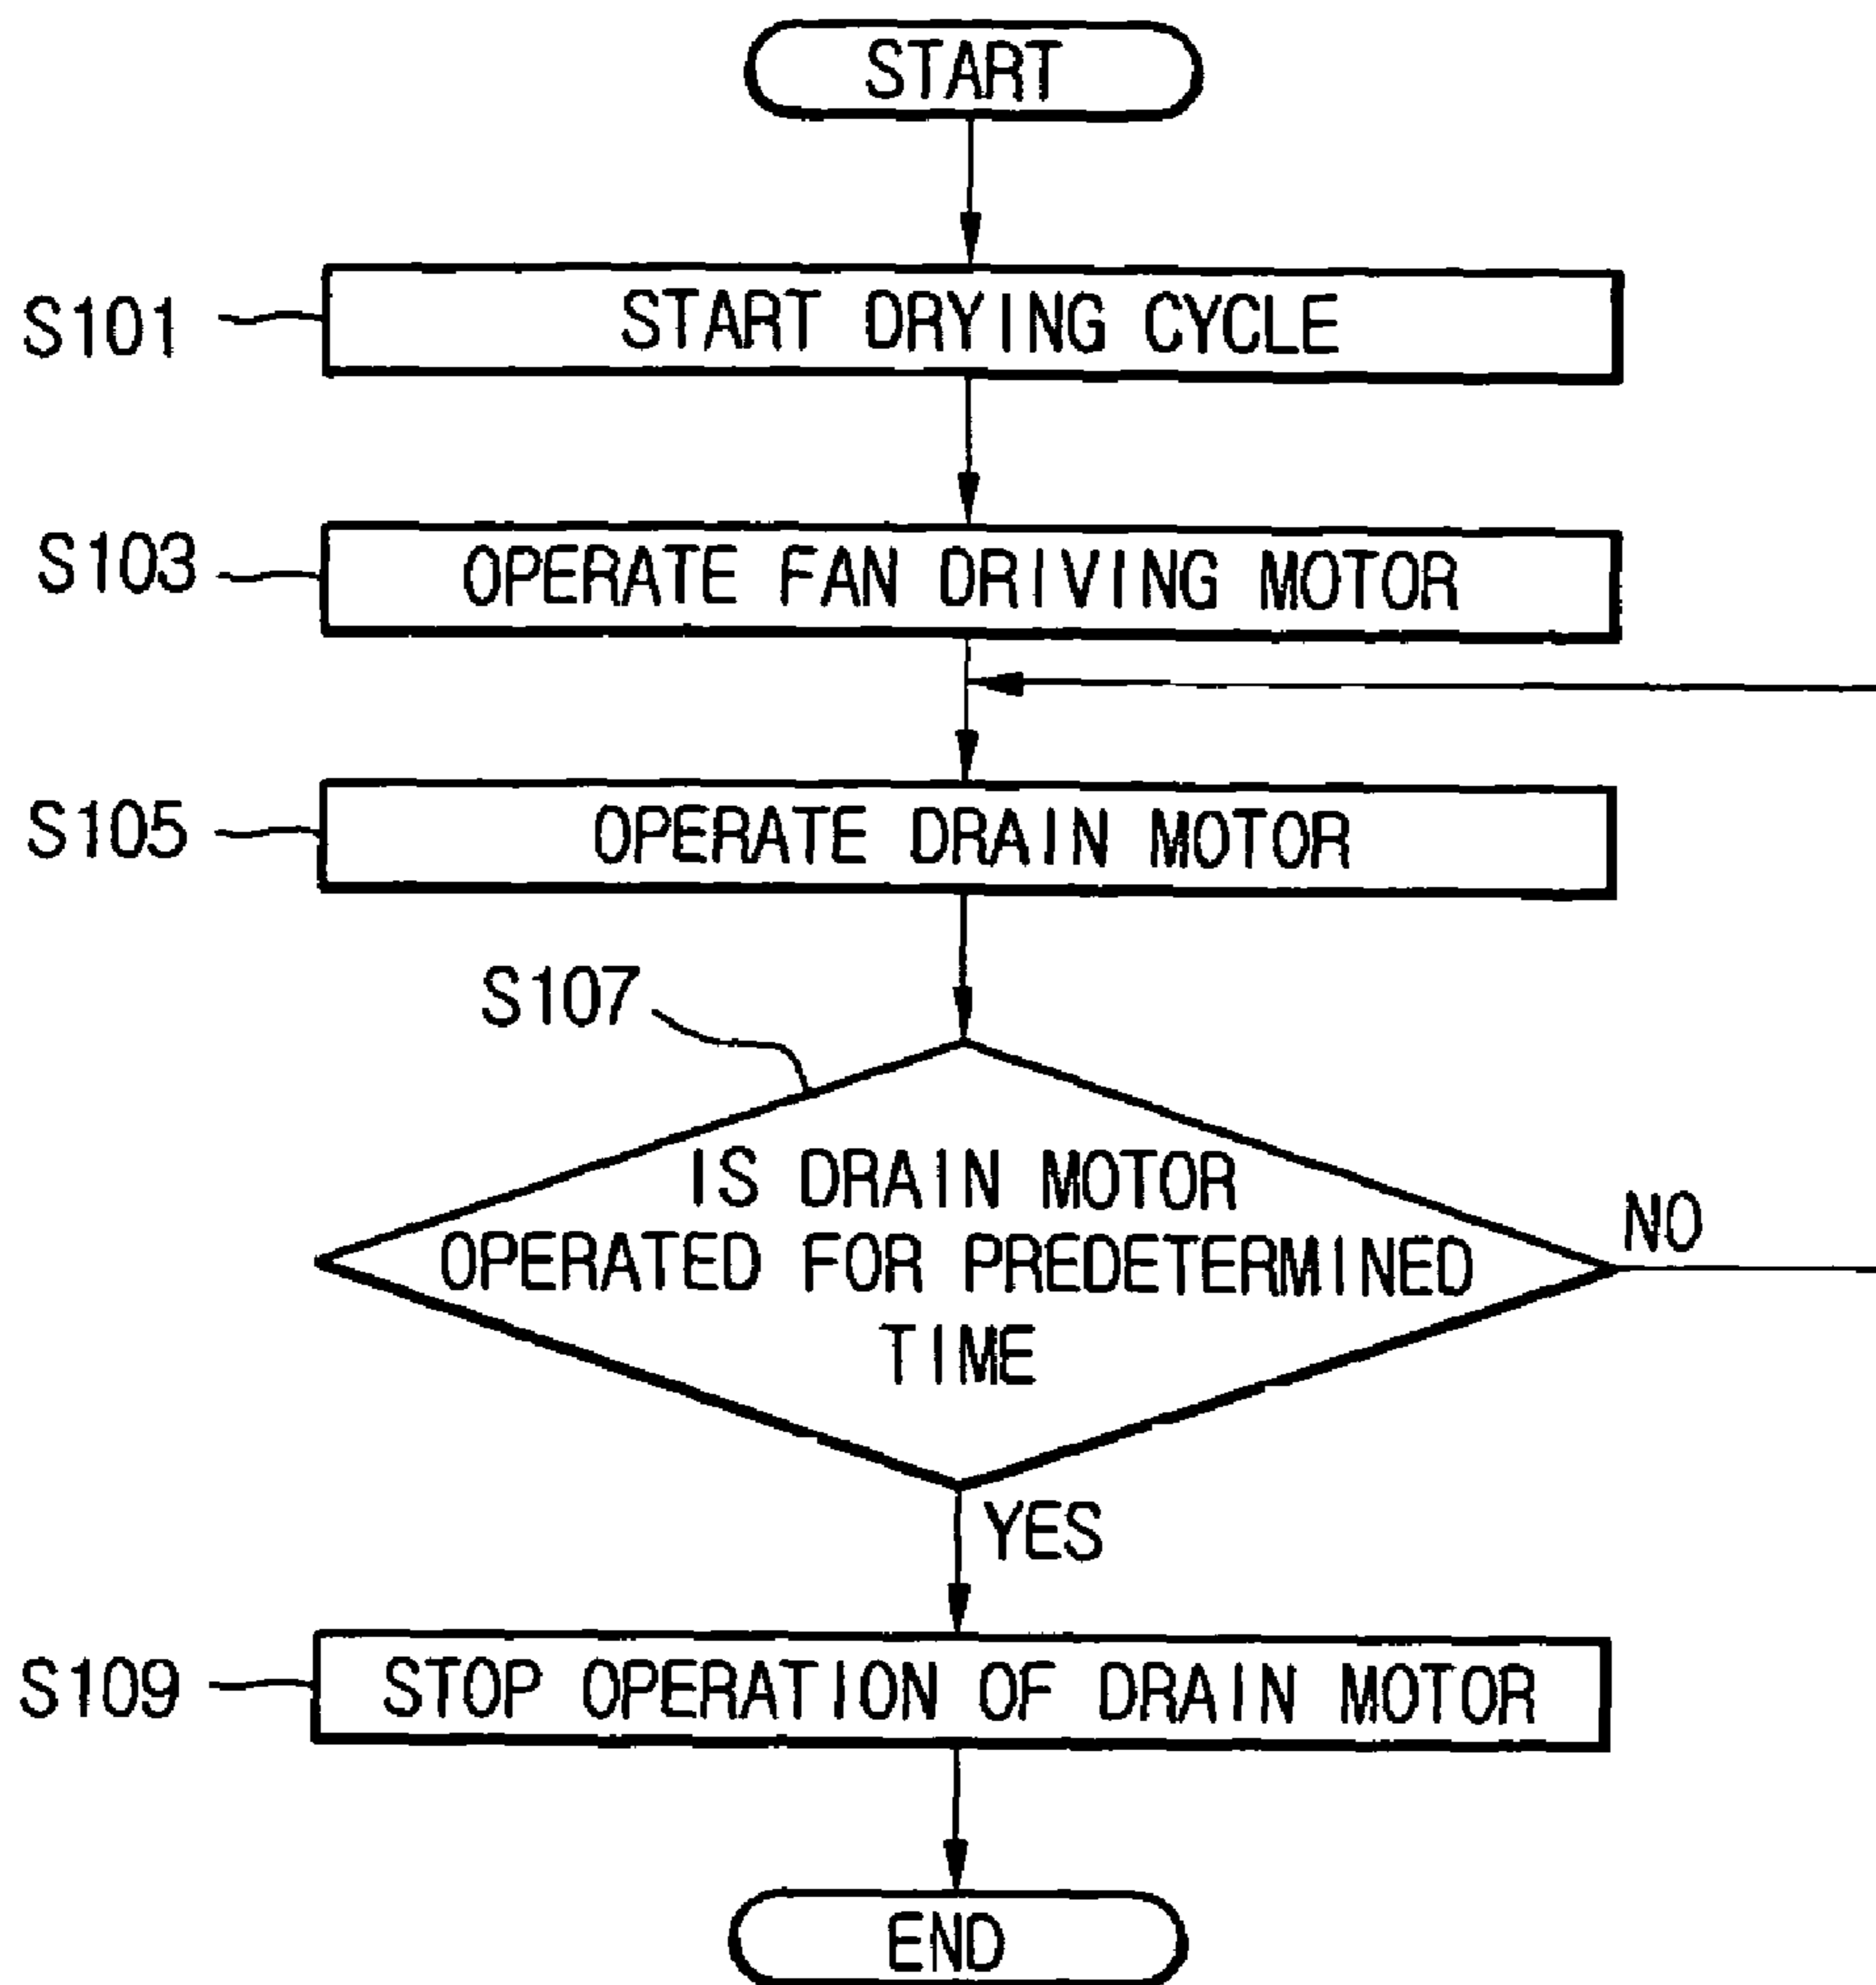 START
S101
START DRYING CYCLE
S103
OPERATE FAN DRIVING MOTOR
S105
OPERATE DRAIN MOTOR
S107
IS DRAIN MOTOR
OPERATED FOR PREDETERMINED
TIME
NO
YES
S109
STOP OPERATION OF DRAIN MOTOR
END